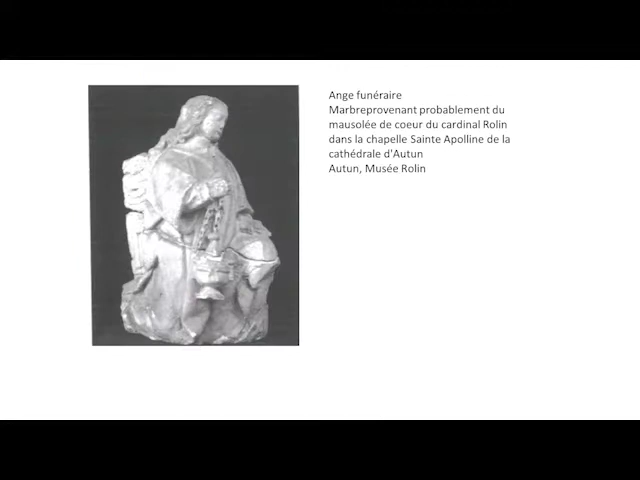 Ange funéraire
Marbreprovenant probablement du
mausolée de coeur du cardinal Rolin
dans la chapelle Sainte Apolline de la
cathédrale d'Autun
Autun, Musée Rolin